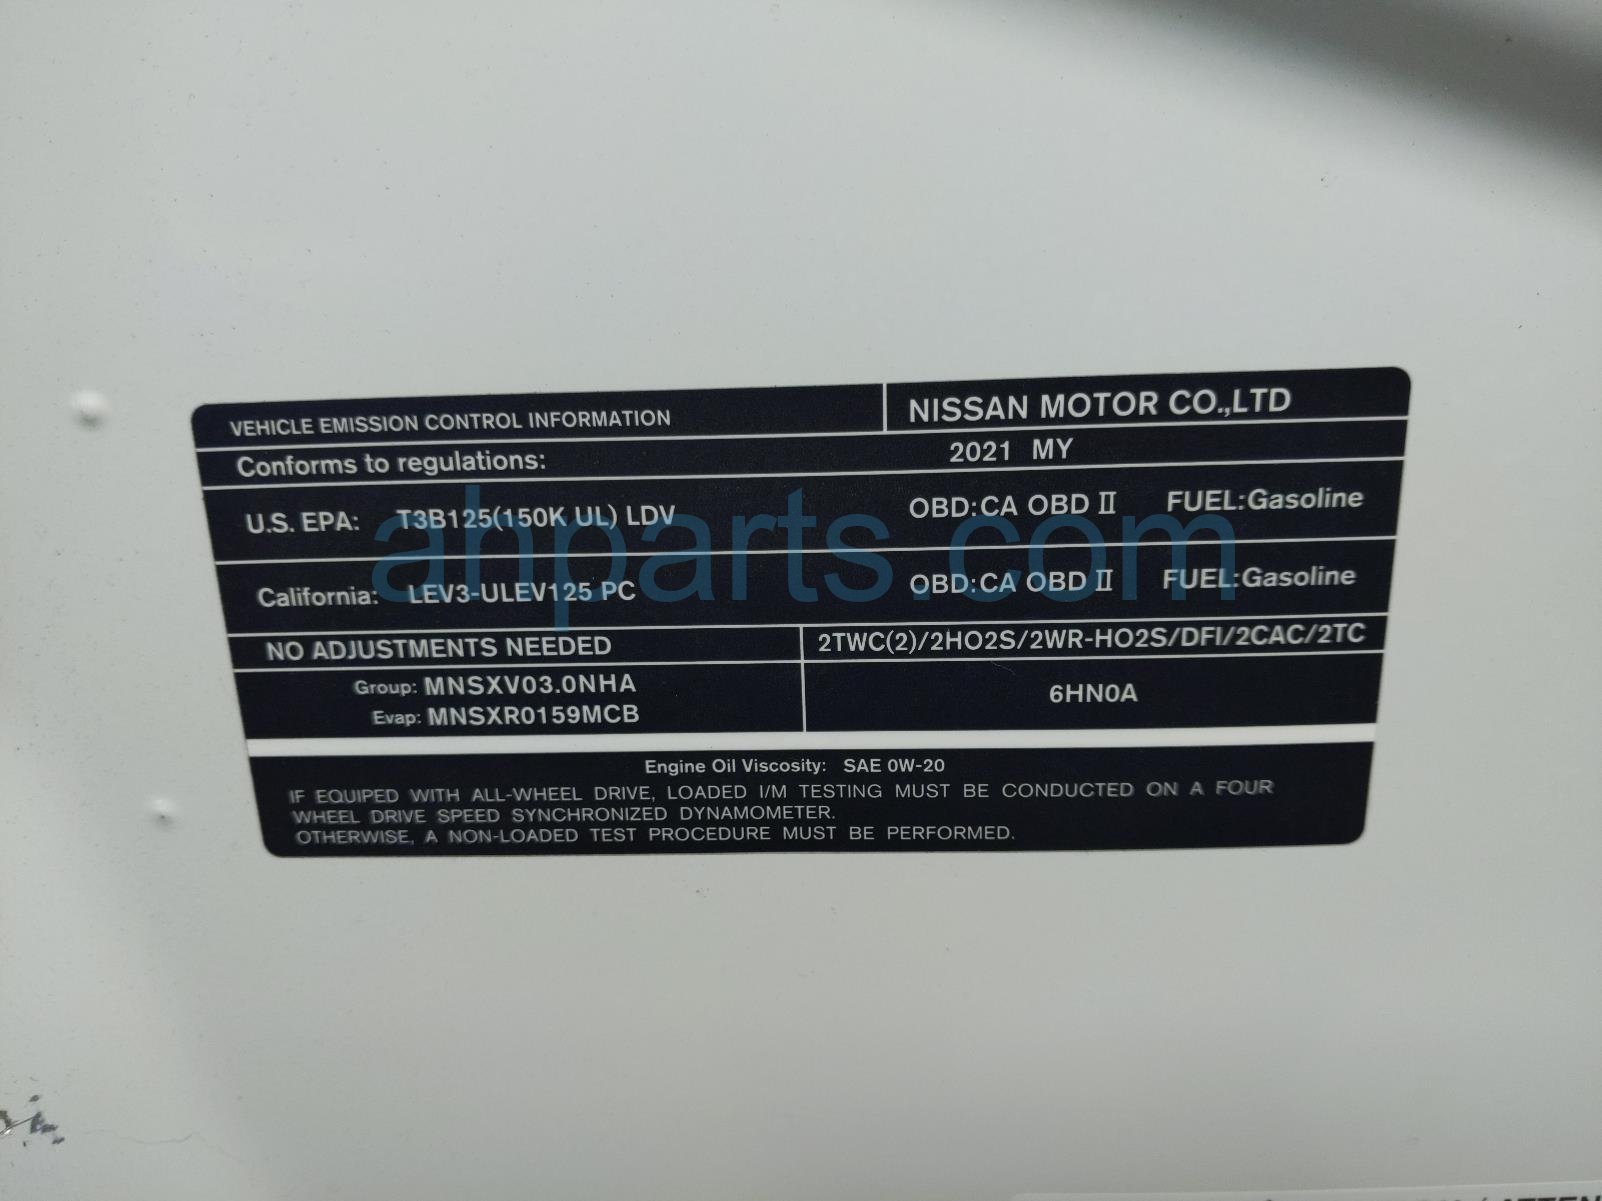 VEHICLE EMISSION CONTROL INFORMATION
NISSAN MOTOR CO.,LTD
Conforms to regulations:
2021 MY
U.S. EPA: T3B125(150K UL) LDV
OBD:CA OBD II FUEL:Gasoline
California: LEV3-ULEV125 PC
OBD:CA OBD II FUEL:Gasoline
ahparts.com
NO ADJUSTMENTS NEEDED
2TWC(2)/2HO2S/2WR-HO2S/DFI/2CAC/2TC
Group: MNSXV03.0NHA
Evap: MNSXR0159MCB
6HN0A
Engine Oil Viscosity: SAE 0W-20
IF EQUIPED WITH ALL-WHEEL DRIVE, LOADED I/M TESTING MUST BE CONDUCTED ON A FOUR
WHEEL DRIVE SPEED SYNCHRONIZED DYNAMOMETER.
OTHERWISE, A NON-LOADED TEST PROCEDURE MUST BE PERFORMED.